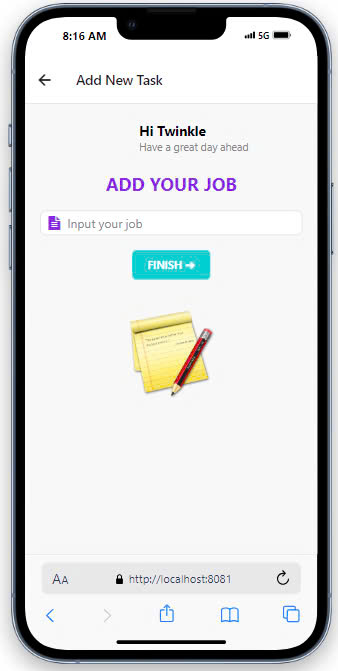 8:16 AM
5G
Add New Task
Hi Twinkle
Have a great day ahead
ADD YOUR JOB
Input your job
FINISH ➔
AA
http://localhost:8081